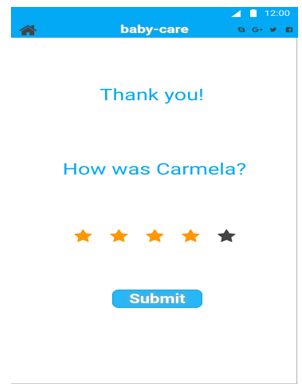 12:00
baby-care
G+
Thank you!
How was Carmela?
Submit